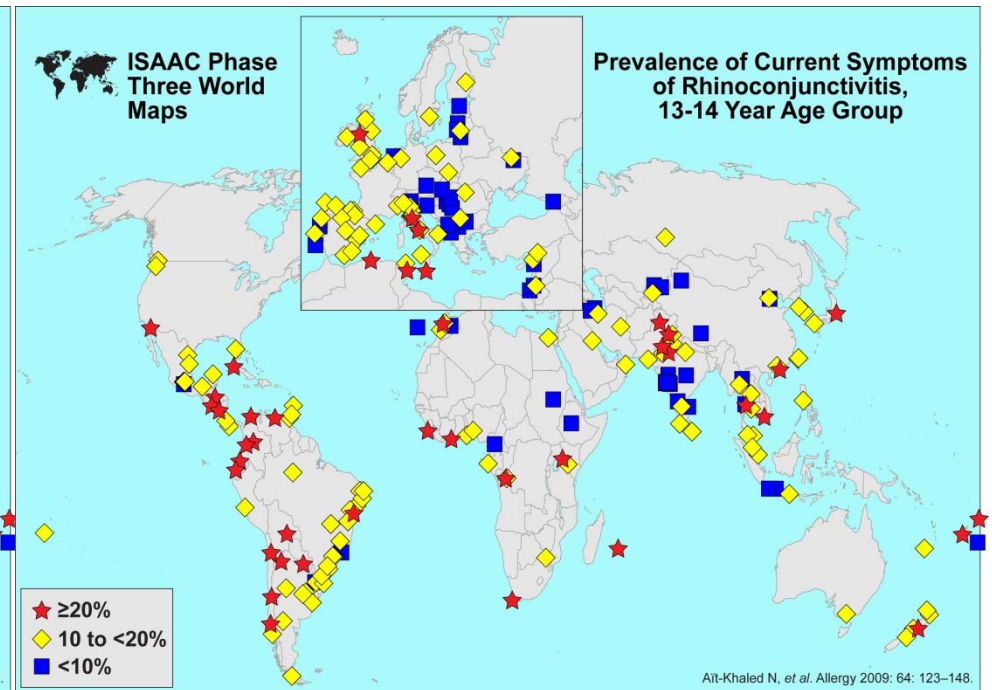 ISAAC Phase
Three World
Maps
Prevalence of Current Symptoms
of Rhinoconjunctivitis,
13-14 Year Age Group
≥20%
10 to <20%
<10%
Aït-Khaled N, et al. Allergy 2009: 64: 123–148.